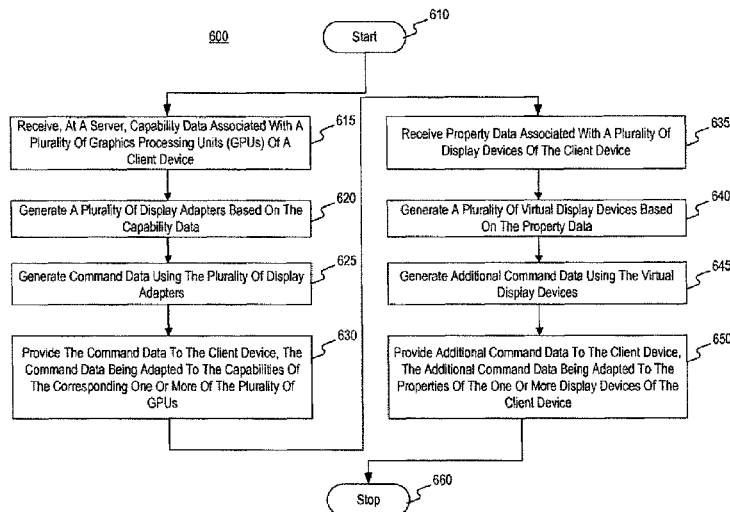 600
Start
610
Receive, At A Server, Capability Data Associated With A
Plurality Of Graphics Processing Units (GPUs) Of A
Client Device
615
Generate A Plurality Of Display Adapters Based On The
Capability Data
620
Generate Command Data Using The Plurality Of Display
Adapters
625
Provide The Command Data To The Client Device, The
Command Data Being Adapted To The Capabilities Of
The Corresponding One Or More Of The Plurality Of
GPUs
630
Receive Property Data Associated With A Plurality Of
Display Devices Of The Client Device
635
Generate A Plurality Of Virtual Display Devices Based
On The Property Data
640
Generate Additional Command Data Using The Virtual
Display Devices
645
Provide Additional Command Data To The Client Device,
The Additional Command Data Being Adapted To The
Properties Of The One Or More Display Devices Of The
Client Device
650
Stop
660